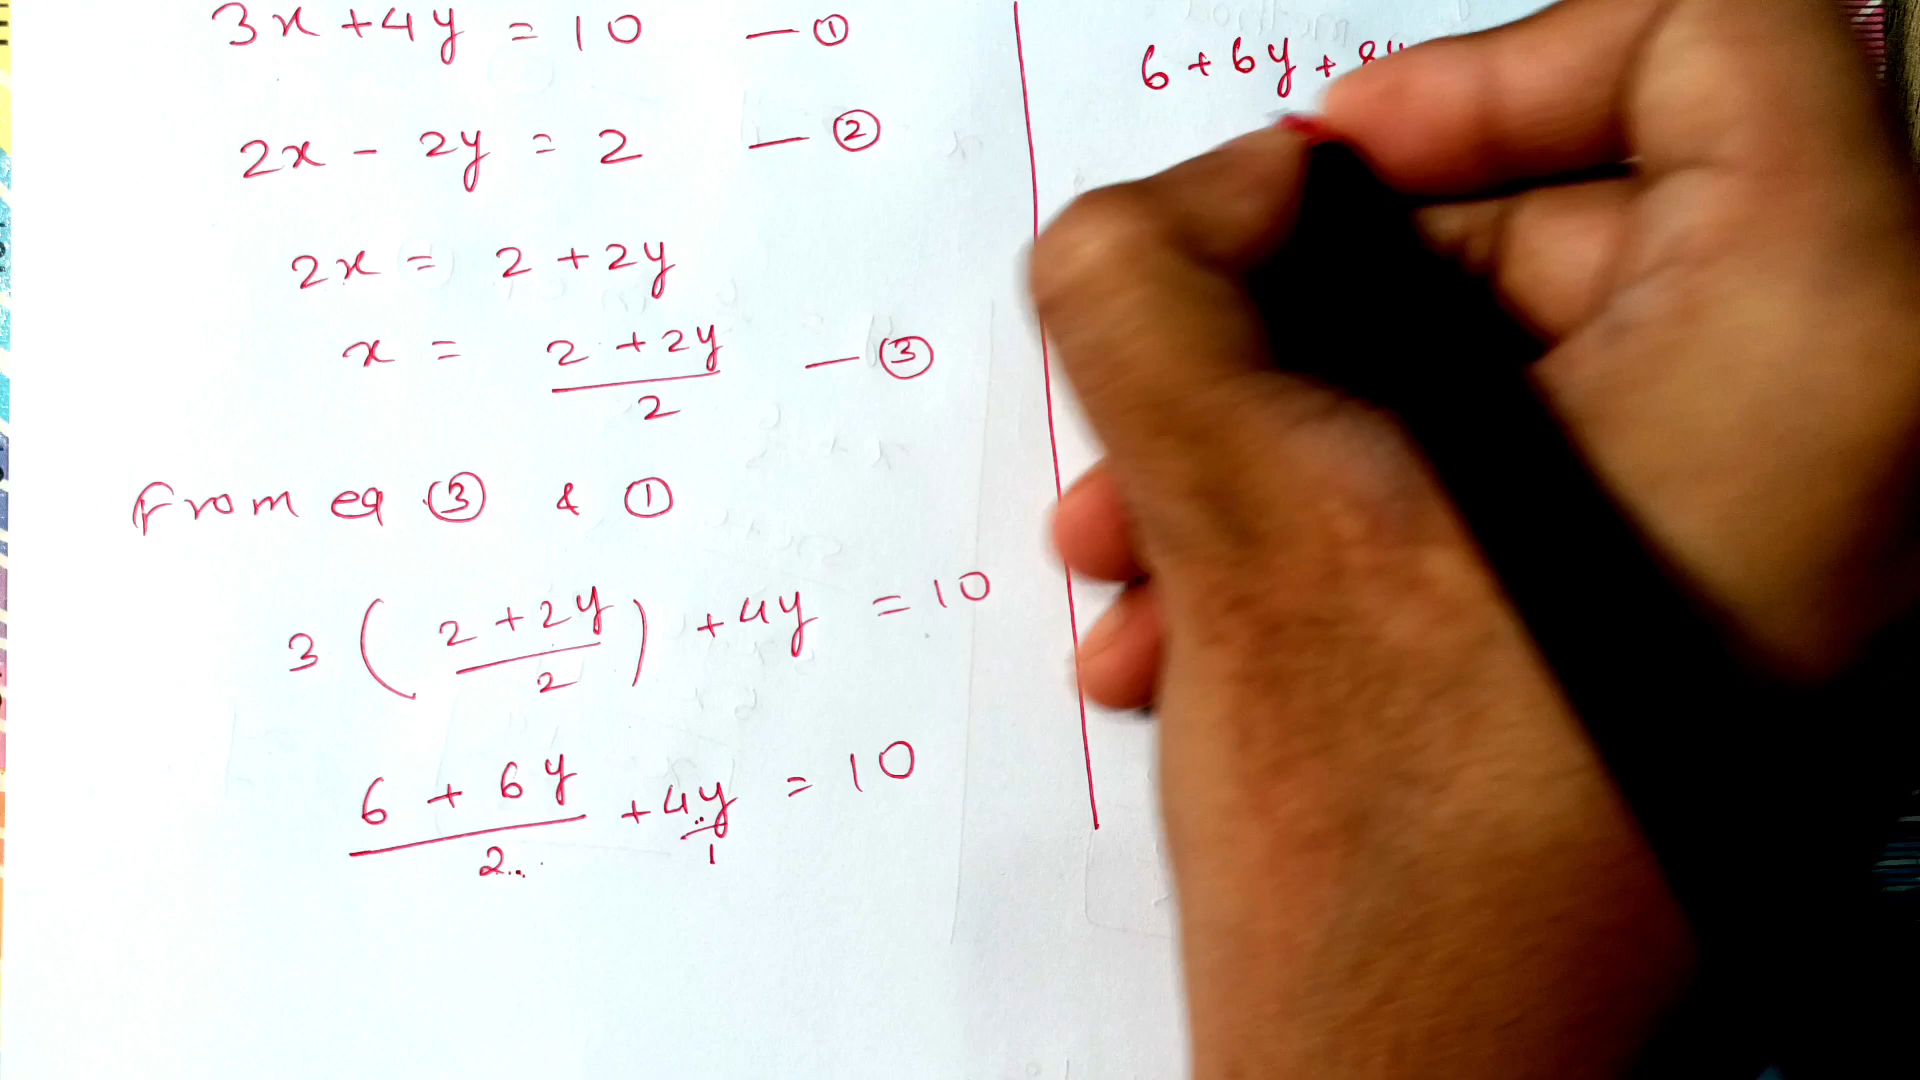 3x + 4y = 10 — ①
2x - 2y = 2 — ②
2x = 2 + 2y
x = 2 + 2y — ③
2
From eq ③ & ①
3 ( 2 + 2y ) + 4y = 10
2
6 + 6y + 4y = 10
2.. 1
6 + 6y + 8y